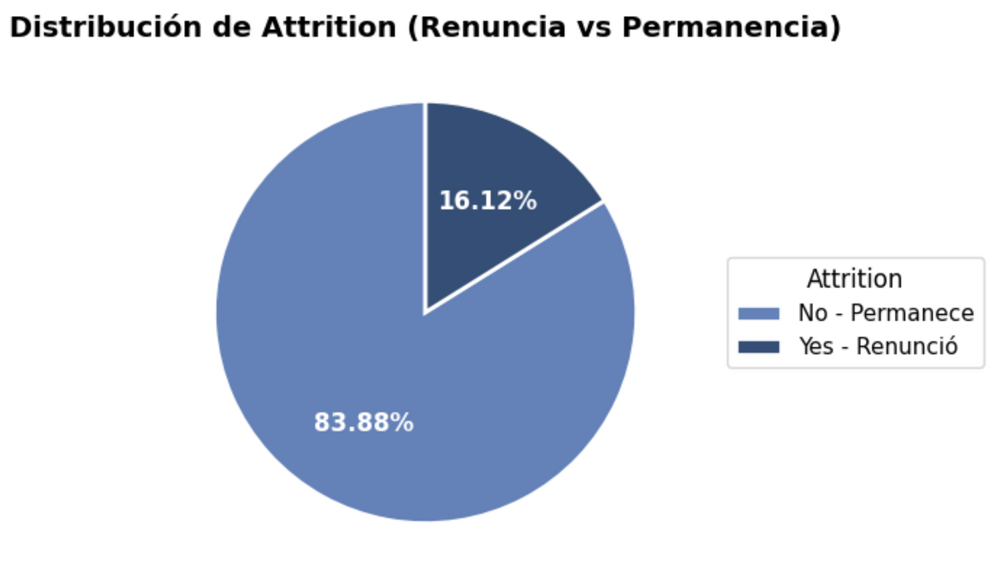 Distribución de Attrition (Renuncia vs Permanencia)
16.12%
83.88%
Attrition
No - Permanece
Yes - Renunció